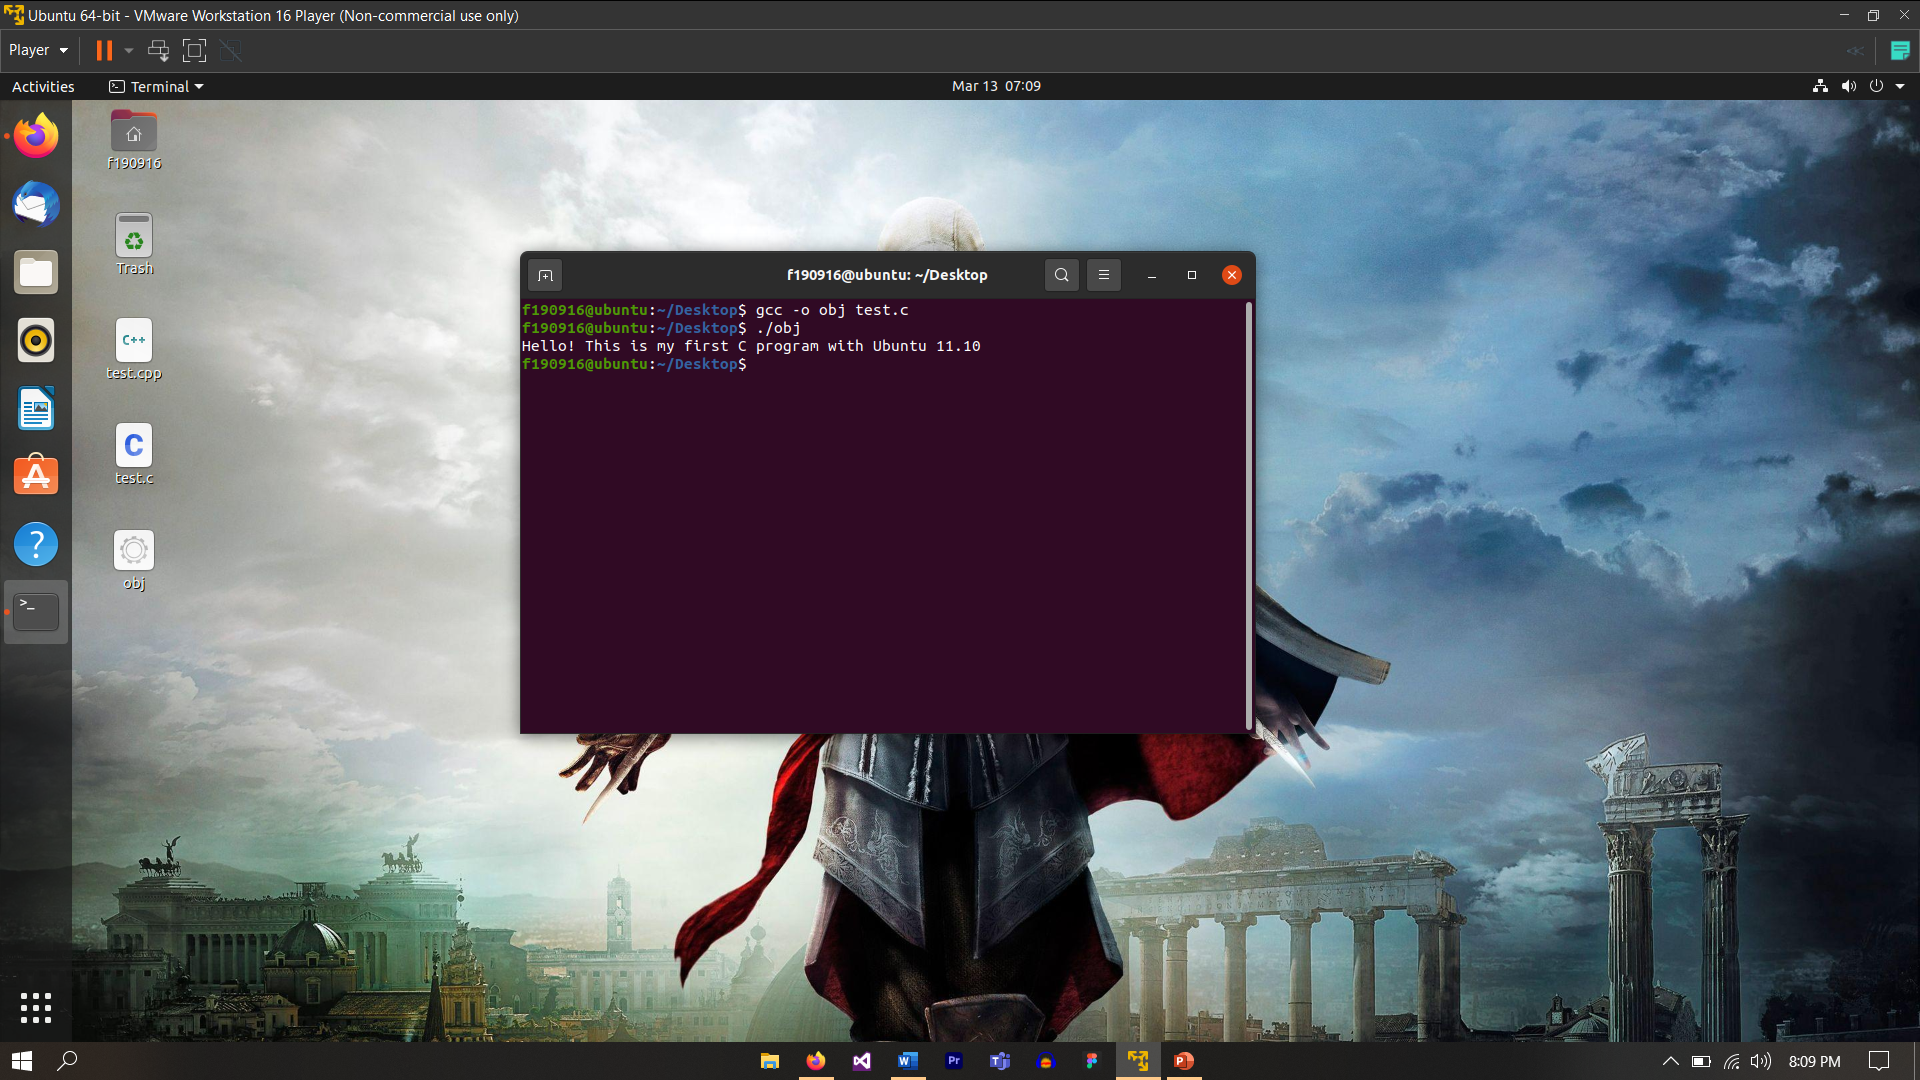 Ubuntu 64-bit - VMware Workstation 16 Player (Non-commercial use only)
Player
Activities
Terminal
Mar 13 07:09
f190916
Trash
C++
test.cpp
C
test.c
obj
f190916@ubuntu: ~/Desktop
f190916@ubuntu:~/Desktop$ gcc -o obj test.c
f190916@ubuntu:~/Desktop$ ./obj
Hello! This is my first C program with Ubuntu 11.10
f190916@ubuntu:~/Desktop$
>_
W
Pr
P
8:09 PM